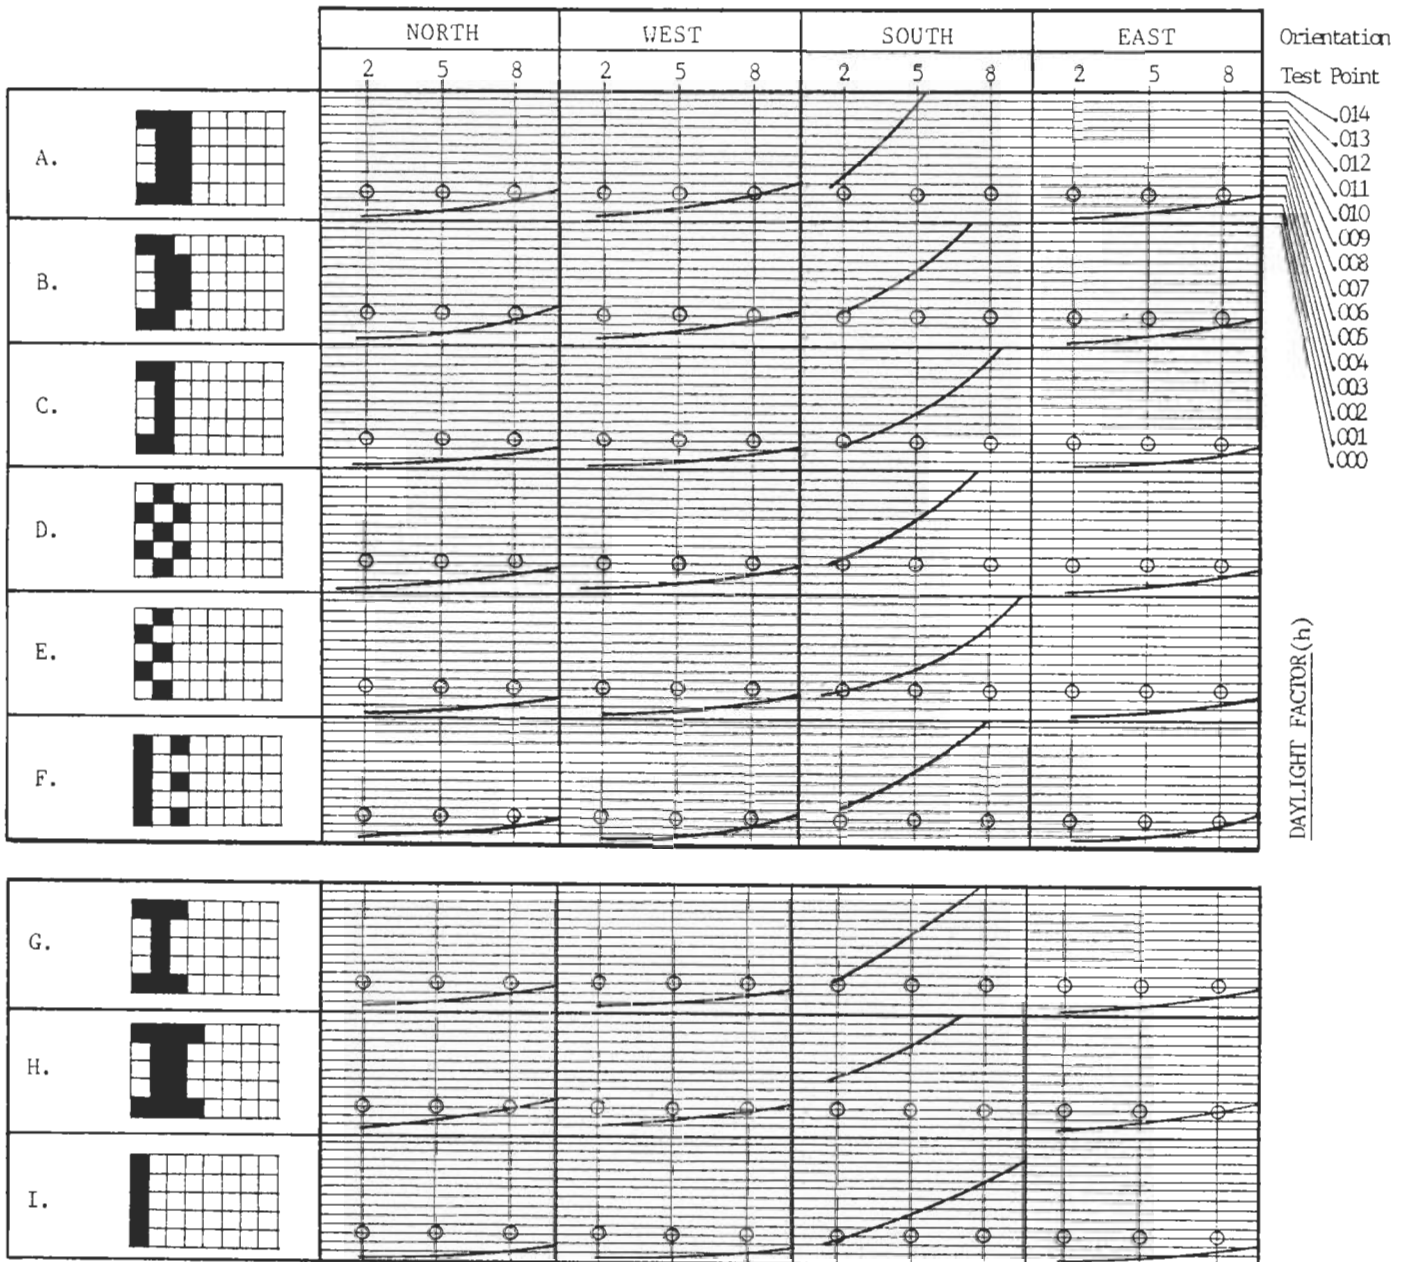 NORTH WEST SOUTH EAST Orientation
2 5 8 2 5 8 2 5 8 2 5 8 Test Point
A.
B.
C.
D.
E.
F.
G.
H.
I.
.014
.013
.012
.011
.010
.009
.008
.007
.006
.005
.004
.003
.002
.001
.000
DAYLIGHT FACTOR(h)